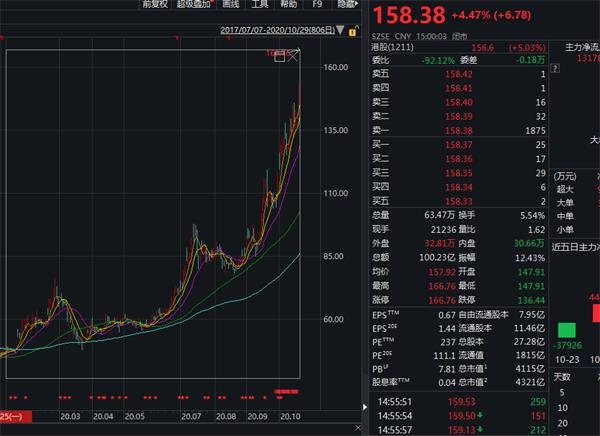 前复权 超级叠加 画线 工具 帮助 F9 隐藏
2017/07/07-2020/10/29(806日)
160.00
135.00
110.00
85.00
60.00
25(一) 20.03 20.04 20.05 20.07 20.08 20.09 20.10
158.38 +4.47% (+6.78)
SZSE CNY 15:00:03 闭市
港股(1211) 156.6 (+5.03%)
委比 -92.12% 委差 -0.18万
卖五 158.42 1
卖四 158.41 1
卖三 158.40 16
卖二 158.39 32
卖一 158.38 1875
买一 158.37 25
买二 158.36 17
买三 158.35 29
买四 158.34 6
买五 158.33 2
总量 63.47万 换手 5.54%
现手 21236 量比 1.62
外盘 32.81万 内盘 30.66万
总额 100.23亿 振幅 12.43%
均价 157.92 开盘 147.91
最高 166.76 最低 147.91
涨停 166.76 跌停 136.44
EPS TTM 0.67 自由流通股本 7.95亿
EPS 20E 1.44 流通股本 11.46亿
PE TTM 237 总股本 27.28亿
PE 20E 111.1 流通值 1815亿
PB LF 7.81 总市值1 4115亿
股息率 TTM 0.04 总市值2 4321亿
14:55:51 159.53 259
14:55:54 159.50 151
14:55:57 159.13 212
主力净流
1317
?
(万元)
超大
大单
中单
小单
近五日主力
44
-37926
10-23 10
天数
5
10
20